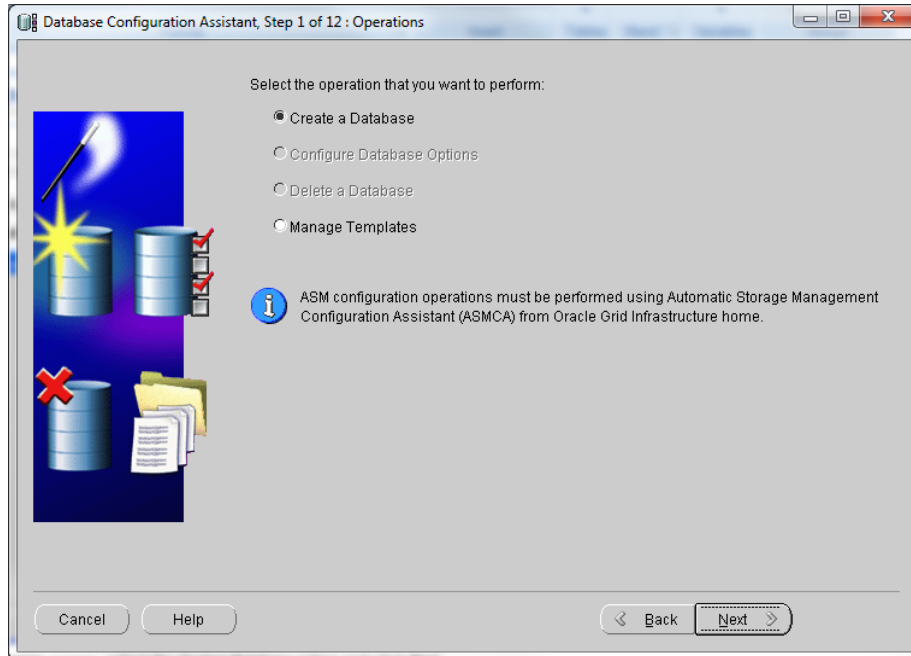 Database Configuration Assistant, Step 1 of 12 : Operations
Select the operation that you want to perform:
Create a Database
Configure Database Options
Delete a Database
Manage Templates
ASM configuration operations must be performed using Automatic Storage Management
Configuration Assistant (ASMCA) from Oracle Grid Infrastructure home.
Cancel
Help
Back
Next